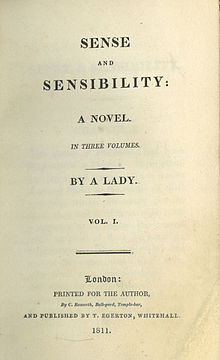 SENSE
AND
SENSIBILITY:
A NOVEL.
IN THREE VOLUMES.
BY A LADY.
VOL. I.
London:
PRINTED FOR THE AUTHOR,
By C. Roworth, Bell-yard, Temple-bar,
AND PUBLISHED BY T. EGERTON, WHITEHALL.
1811.